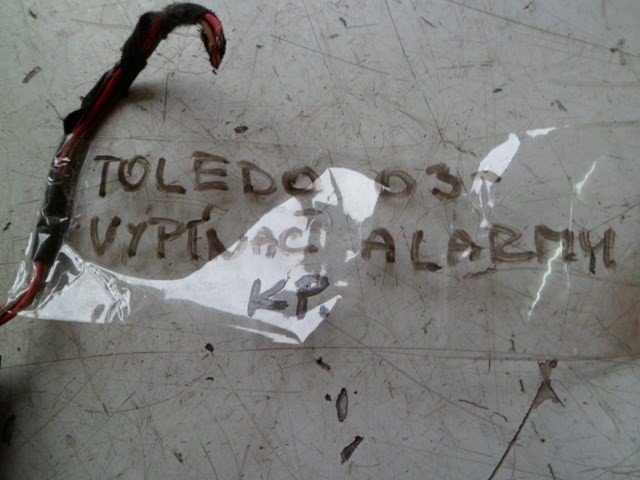 TOLEDO 03-
VYPÍNACÍ ALARMU
KP